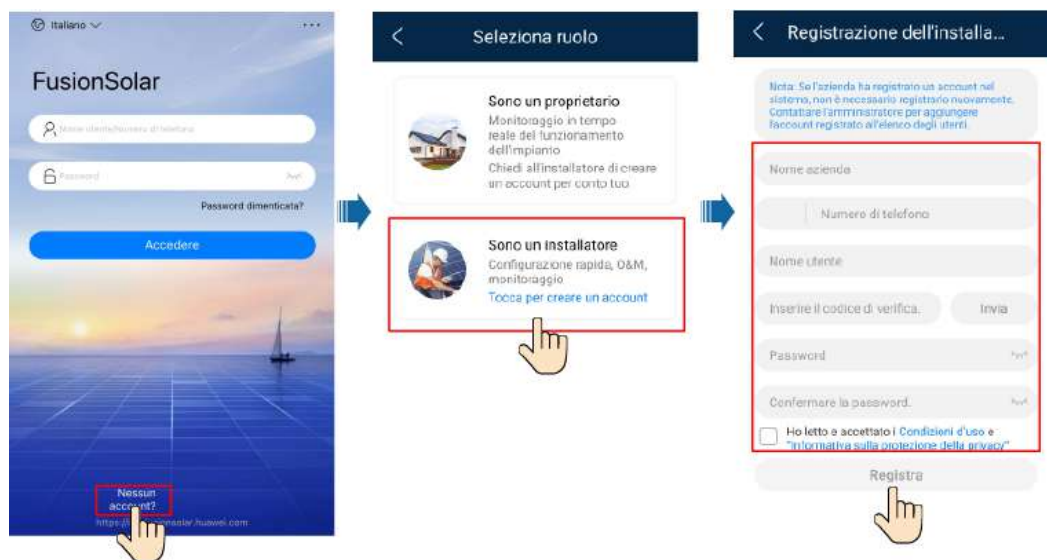 Italiano
FusionSolar
Nome utente/Numero di telefono
Password
Password dimenticata?
Accedere
Nessun
account?
Seleziona ruolo
Sono un proprietario
Monitoraggio in tempo
reale del funzionamento
dell'impianto
Chiedi all'installatore di creare
un account per conto tuo
Sono un installatore
Configurazione rapida, O&M,
monitoraggio
Tocca per creare un account
Registrazione dell'installa...
Nota: Se l'azienda ha registrato un account nel
sistema, non è necessario registrarlo nuovamente.
Contattare l'amministratore per aggiungere
l'account registrato all'elenco degli utenti.
Nome azienda
Numero di telefono
Nome utente
Inserire il codice di verifica.
Invia
Password
Confermare la password.
Ho letto e accettato i Condizioni d'uso e
"Informativa sulla protezione della privacy"
Registra